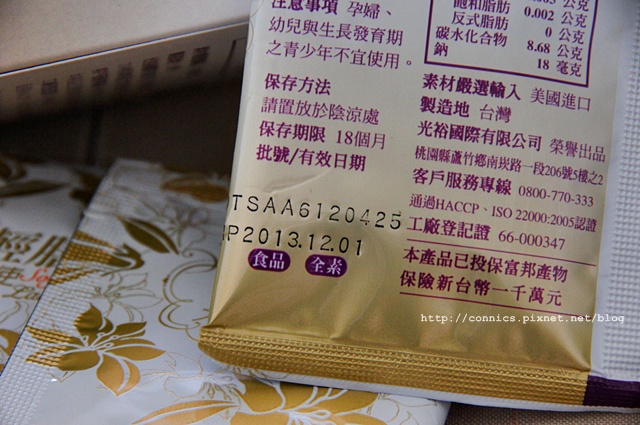 注意事項 孕婦、
幼兒與生長發育期
之青少年不宜使用。
保存方法
請置放於陰涼處
保存期限 18個月
批號/有效日期
TSAA6120425
P2013.12.01
食品 全素
飽和脂肪 0.002 公克
反式脂肪 0 公克
碳水化合物 8.68 公克
鈉 18 毫克
素材嚴選輸入 美國進口
製造地 台灣
光裕國際有限公司 榮譽出品
桃園縣蘆竹鄉南崁路一段206號5樓之2
客戶服務專線 0800-770-333
通過HACCP、ISO 22000:2005認證
工廠登記證 66-000347
本產品已投保富邦產物
保險新台幣一千萬元
http://connics.pixnet.net/blog